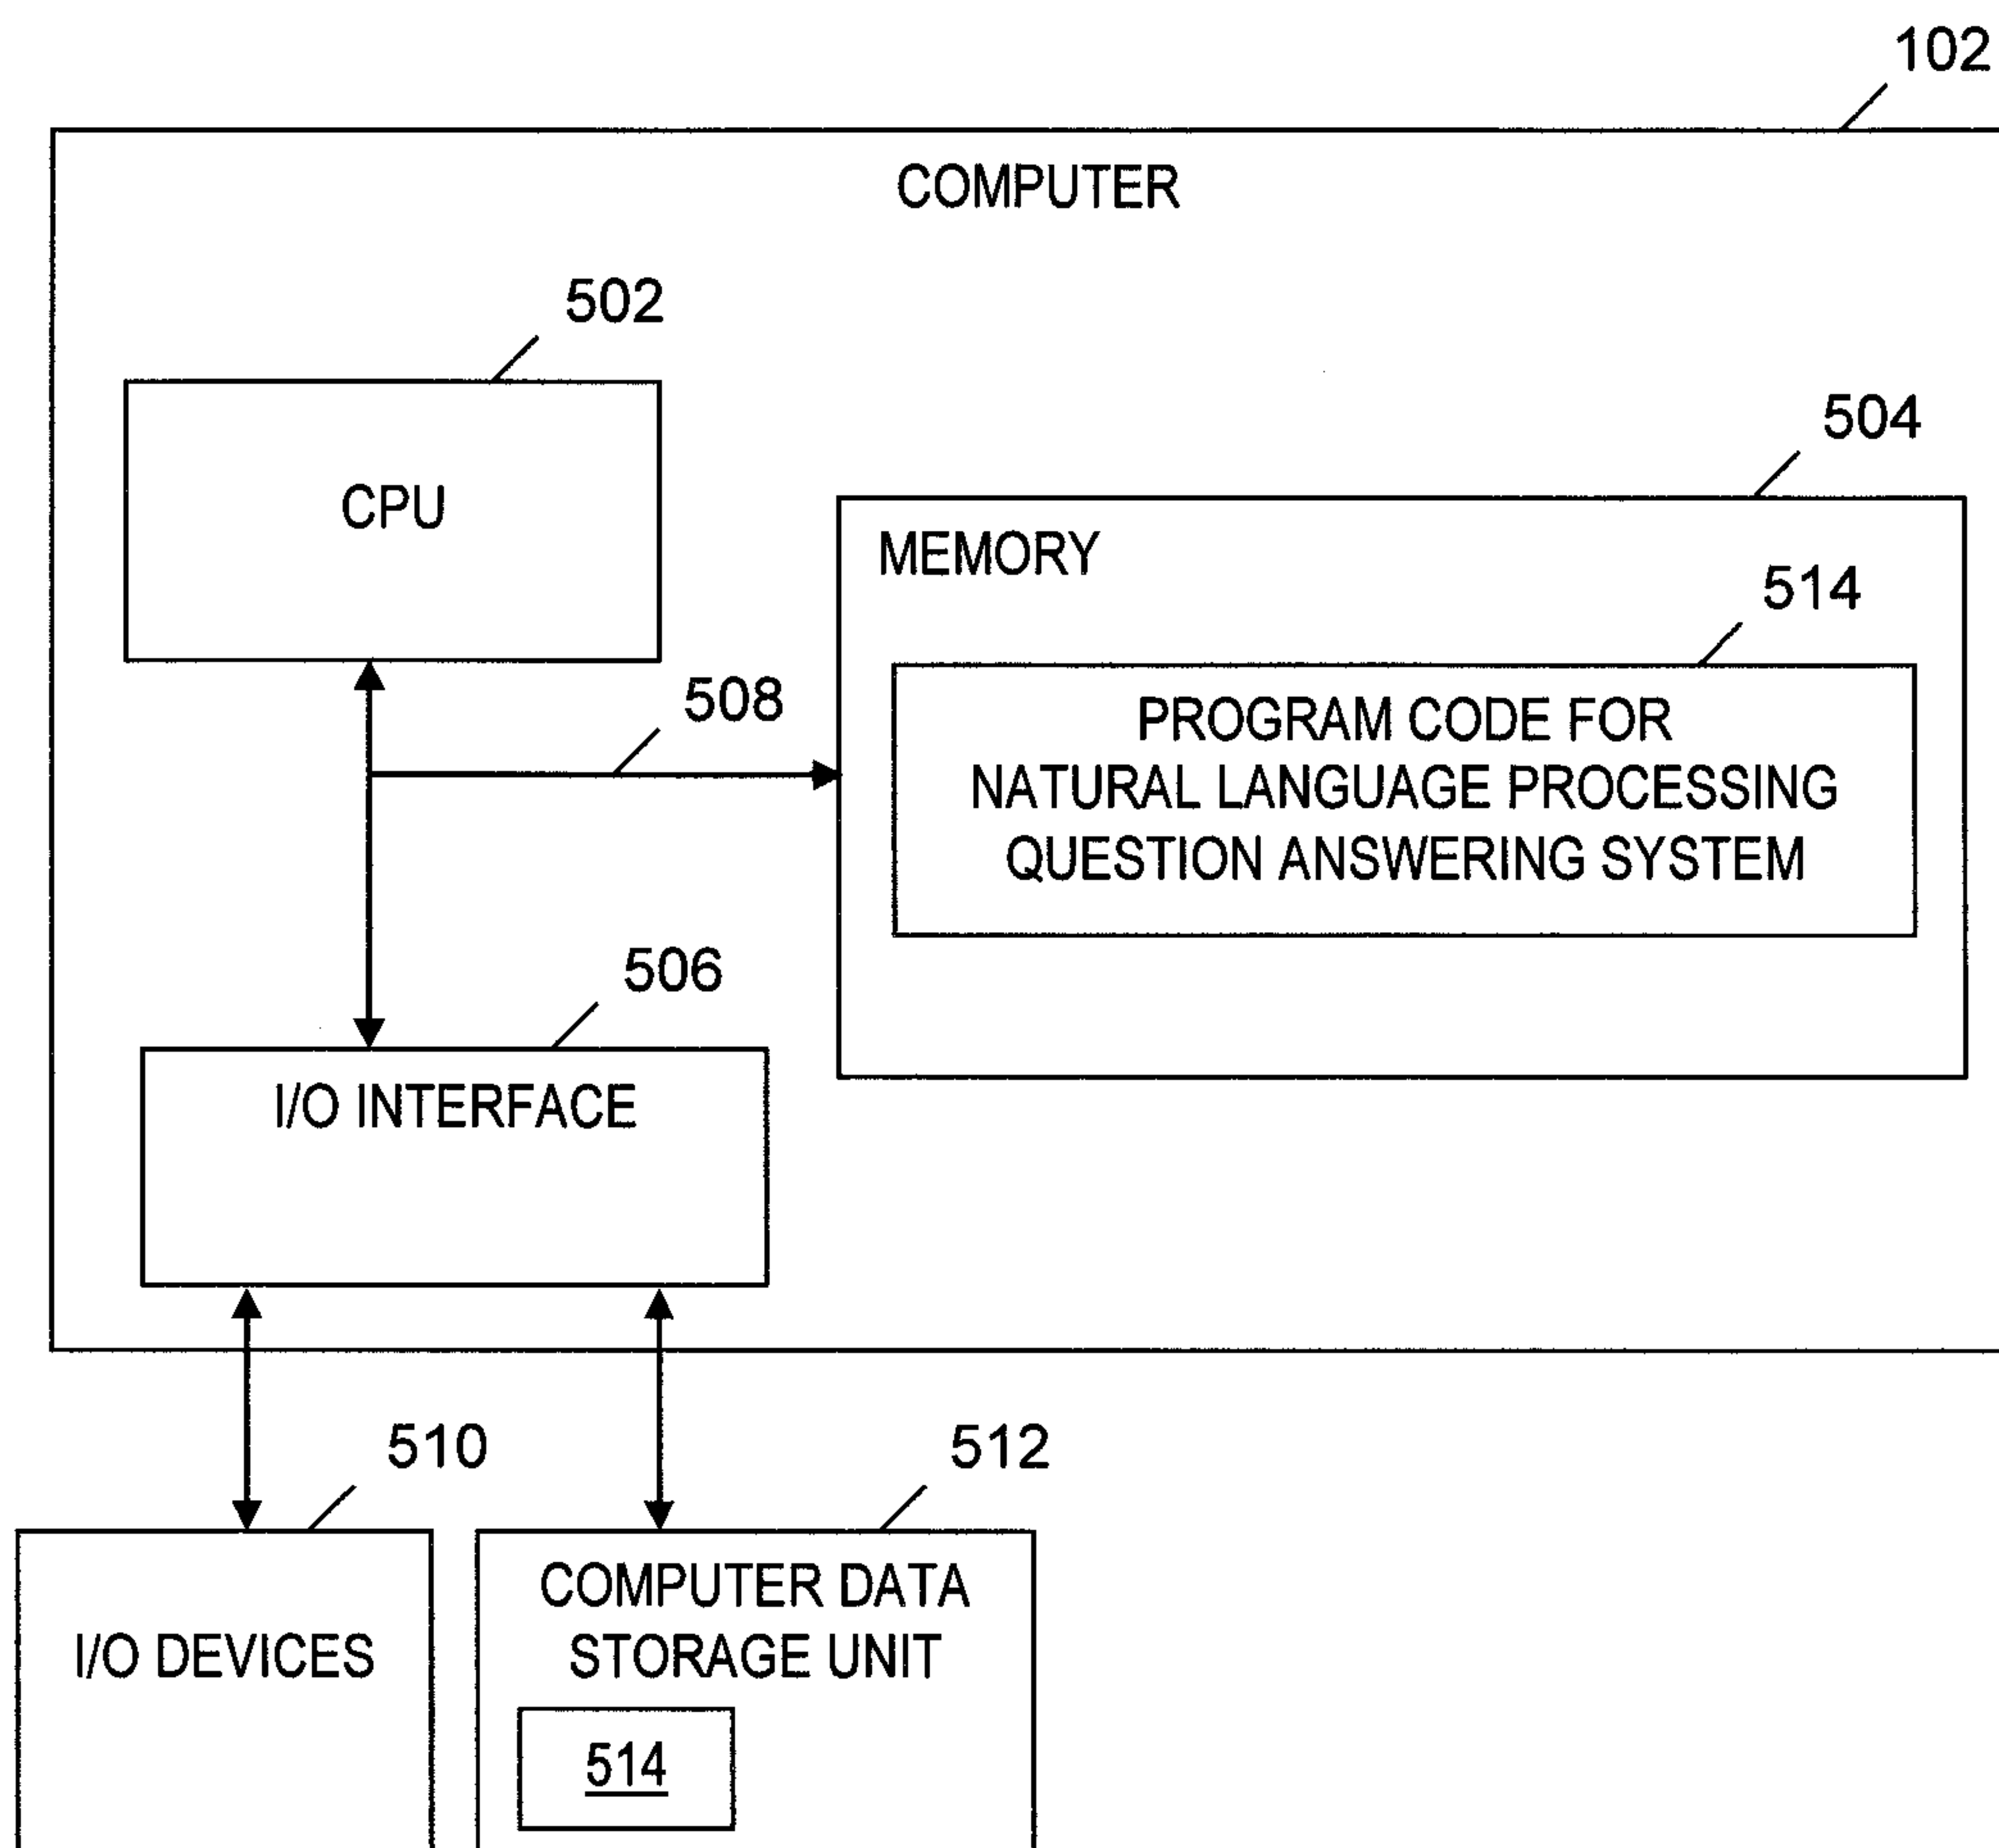 102
COMPUTER
502
CPU
504
MEMORY
514
PROGRAM CODE FOR
NATURAL LANGUAGE PROCESSING
QUESTION ANSWERING SYSTEM
508
506
I/O INTERFACE
510
I/O DEVICES
512
COMPUTER DATA
STORAGE UNIT
514